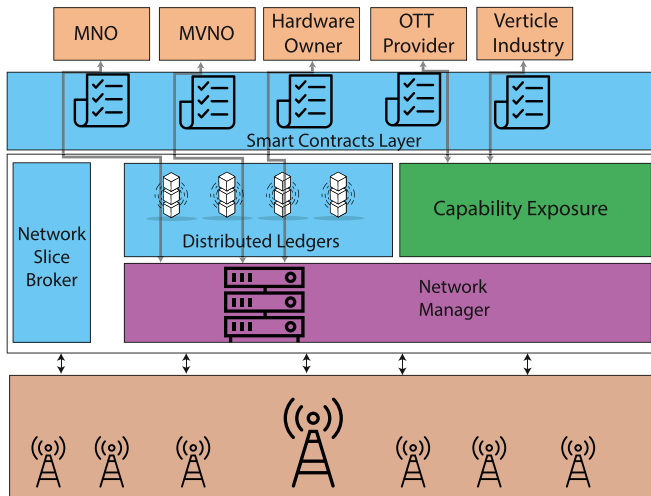 MNO
MVNO
Hardware
Owner
OTT
Provider
Verticle
Industry
Smart Contracts Layer
Network
Slice
Broker
Distributed Ledgers
Capability Exposure
Network
Manager